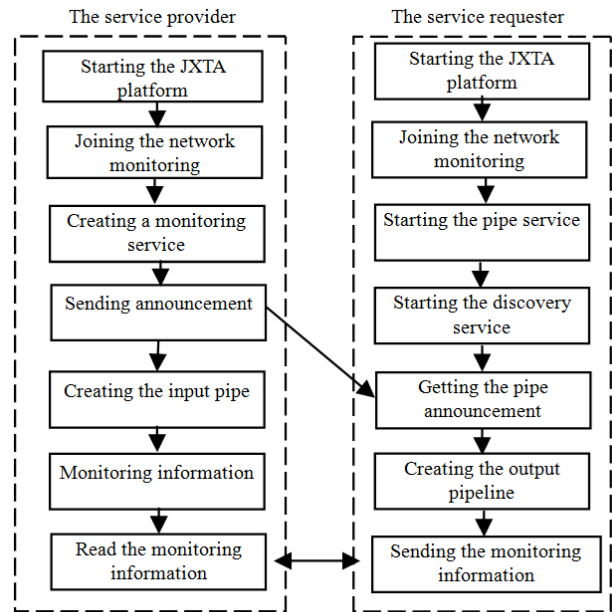 The service provider
Starting the JXTA
platform
Joining the network
monitoring
Creating a monitoring
service
Sending announcement
Creating the input pipe
Monitoring information
Read the monitoring
information
The service requester
Starting the JXTA
platform
Joining the network
monitoring
Starting the pipe service
Starting the discovery
service
Getting the pipe
announcement
Creating the output
pipeline
Sending the monitoring
information